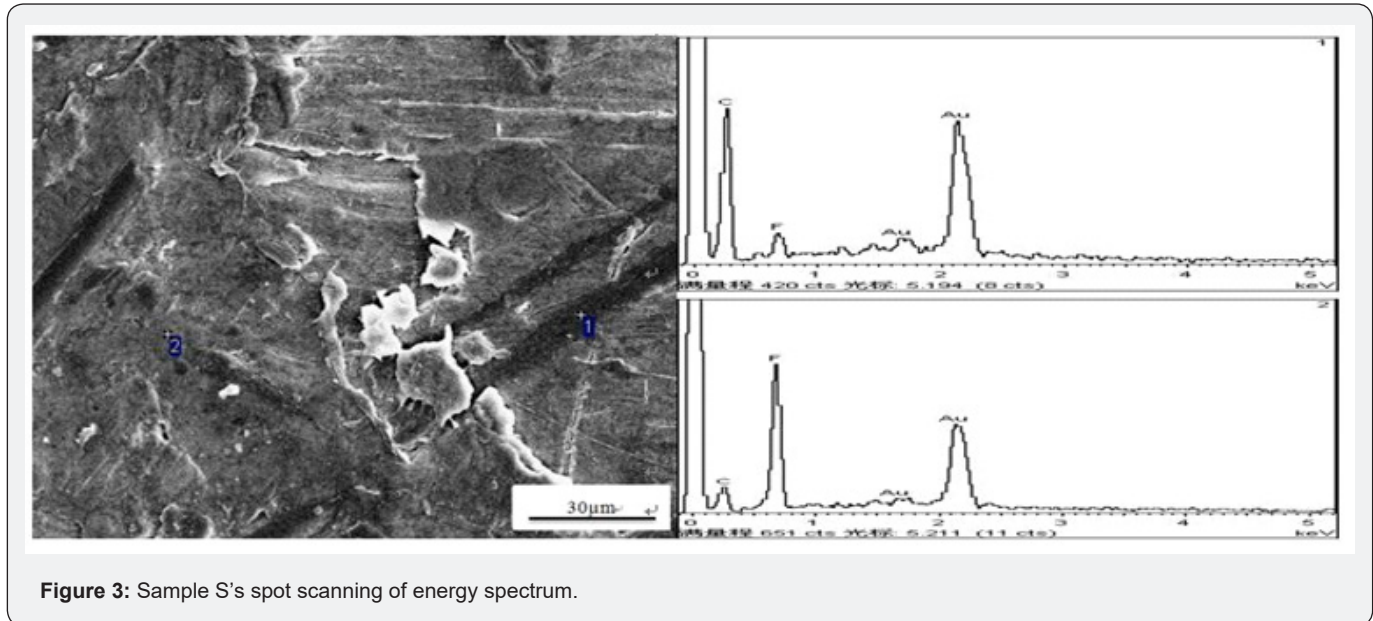 2
1
30μm
1
C
F
Au
Au
0 1 2 3 4 5
满量程 420 cts 光标: 5.194 (8 cts) keV
2
C
F
Au
Au
0 1 2 3 4 5
满量程 651 cts 光标: 5.211 (11 cts) keV
Figure 3: Sample S’s spot scanning of energy spectrum.